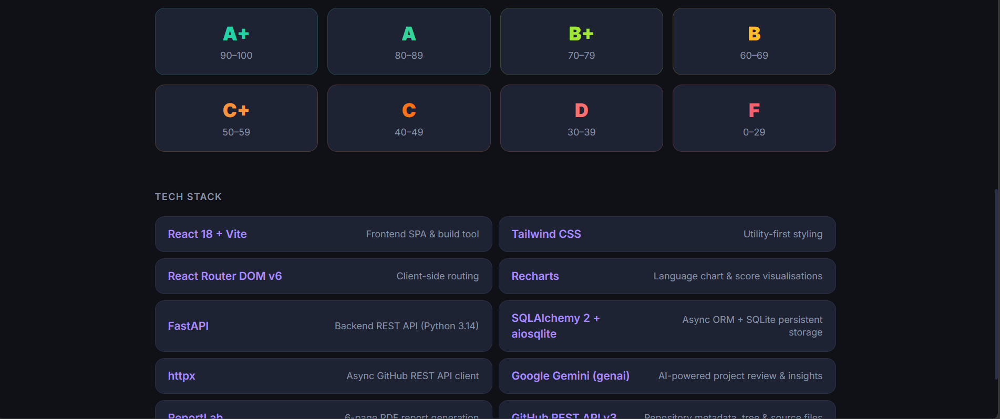 A+
90–100
A
80–89
B+
70–79
B
60–69
C+
50–59
C
40–49
D
30–39
F
0–29
TECH STACK
React 18 + Vite
Frontend SPA & build tool
Tailwind CSS
Utility-first styling
React Router DOM v6
Client-side routing
Recharts
Language chart & score visualisations
FastAPI
Backend REST API (Python 3.14)
SQLAlchemy 2 +
aiosqlite
Async ORM + SQLite persistent
storage
httpx
Async GitHub REST API client
Google Gemini (genai)
AI-powered project review & insights
ReportLab
6-page PDF report generation
GitHub REST API v3
Repository metadata, tree & source files